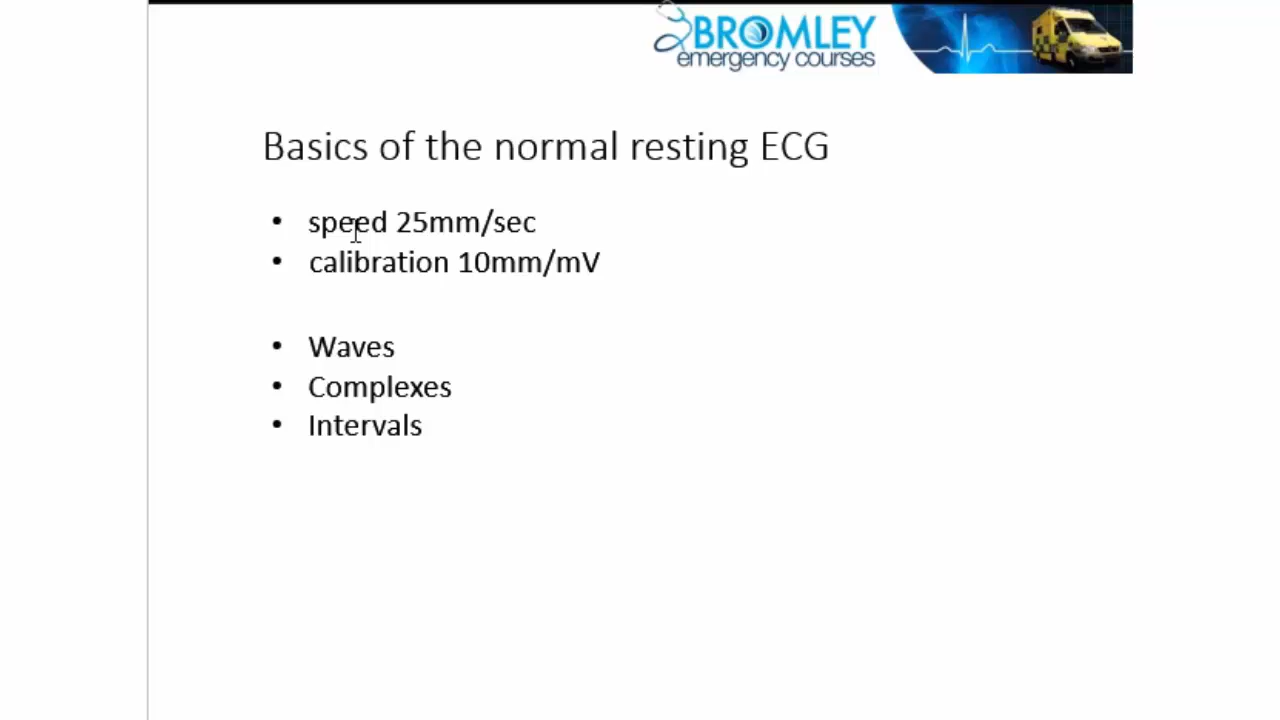 BROMLEY
emergency courses
Basics of the normal resting ECG
• speed 25mm/sec
• calibration 10mm/mV
• Waves
• Complexes
• Intervals